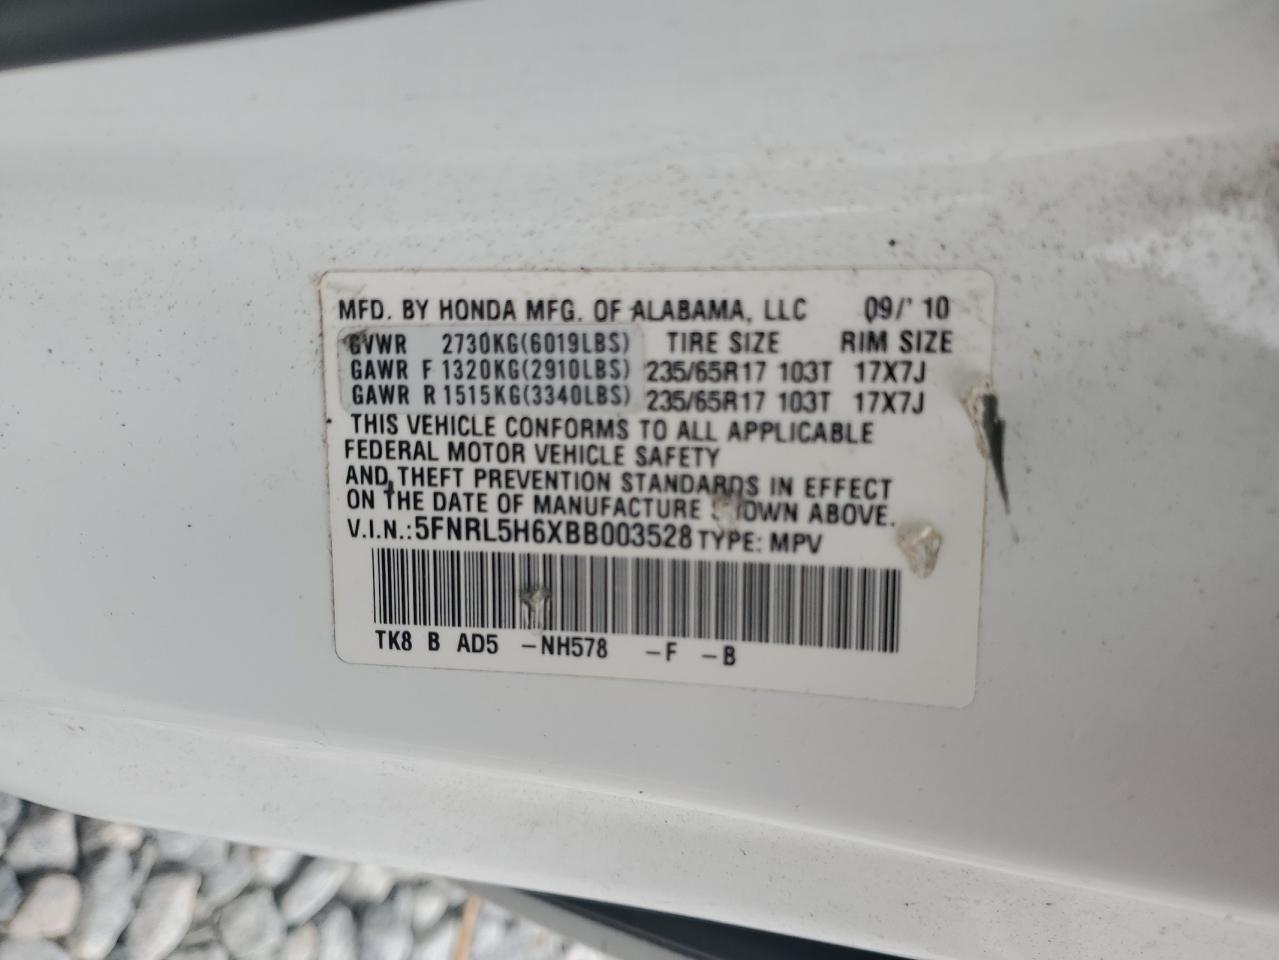 MFD. BY HONDA MFG. OF ALABAMA, LLC 09/'10
GVWR 2730KG(6019LBS) TIRE SIZE RIM SIZE
GAWR F 1320KG(2910LBS) 235/65R17 103T 17X7J
GAWR R 1515KG(3340LBS) 235/65R17 103T 17X7J
THIS VEHICLE CONFORMS TO ALL APPLICABLE
FEDERAL MOTOR VEHICLE SAFETY
AND THEFT PREVENTION STANDARDS IN EFFECT
ON THE DATE OF MANUFACTURE SHOWN ABOVE.
V.I.N.:5FNRL5H6XBB003528 TYPE: MPV
TK8 B AD5 -NH578 -F -B